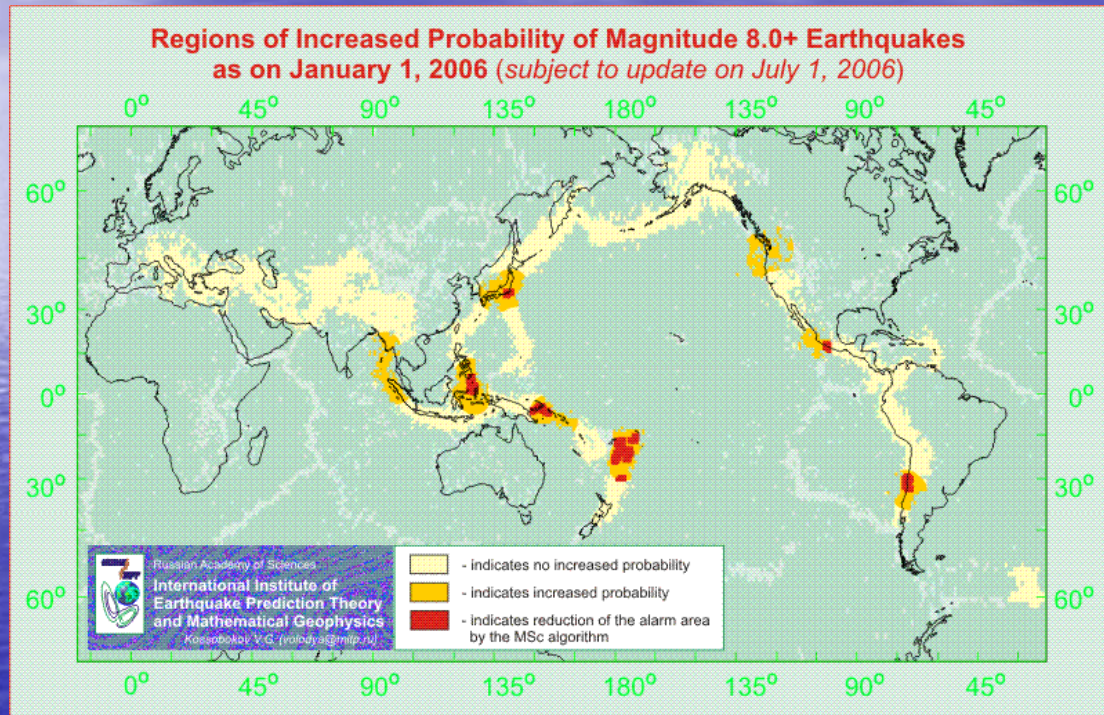 Regions of Increased Probability of Magnitude 8.0+ Earthquakes
as on January 1, 2006 (subject to update on July 1, 2006)
0° 45° 90° 135° 180° 135° 90° 45°
60° 60°
30° 30°
0° 0°
30° 30°
60° 60°
Russian Academy of Sciences
International Institute of
Earthquake Prediction Theory
and Mathematical Geophysics
Kossobokov V.G. (volodya@mitp.ru)
- indicates no increased probability
- indicates increased probability
- indicates reduction of the alarm area
by the MSc algorithm
0° 45° 90° 135° 180° 135° 90° 45°